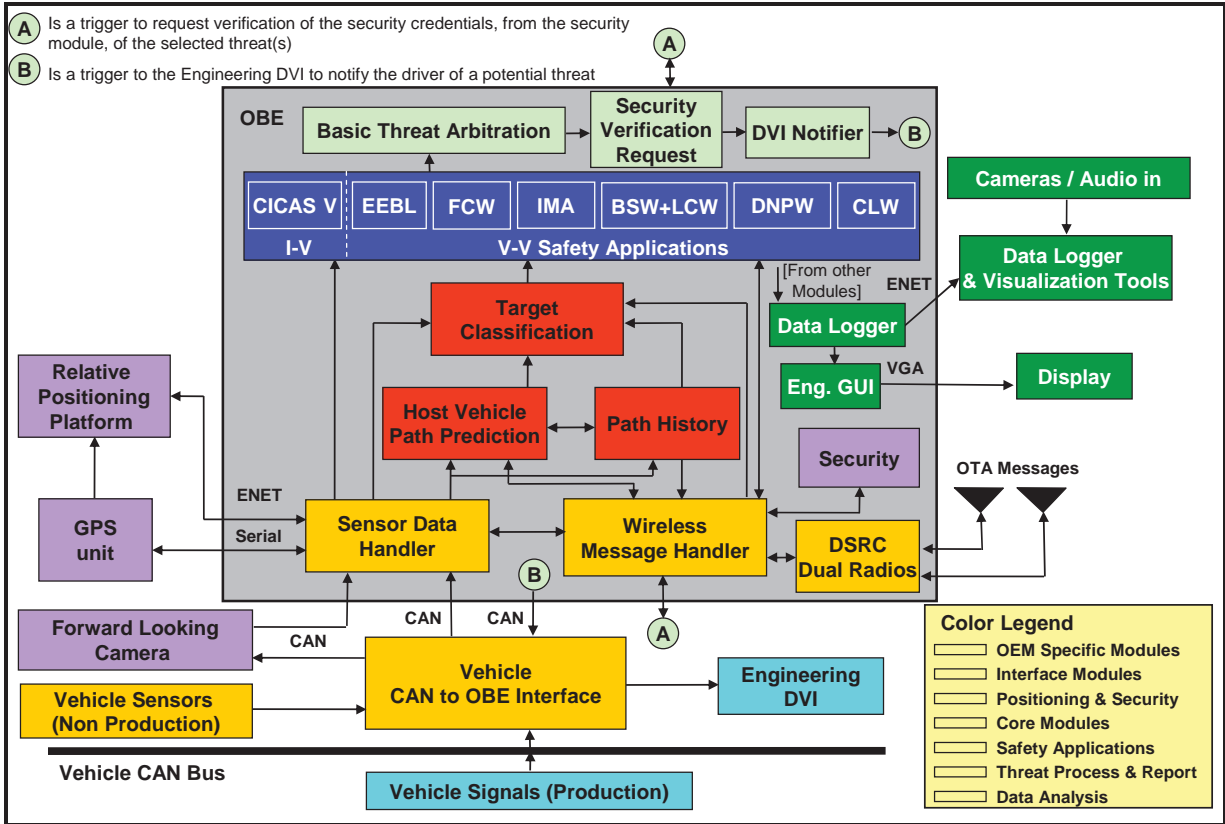 A Is a trigger to request verification of the security credentials, from the security
module, of the selected threat(s)
B Is a trigger to the Engineering DVI to notify the driver of a potential threat
A
OBE
Basic Threat Arbitration
Security
Verification
Request
DVI Notifier
B
CICAS V
EEBL
FCW
IMA
BSW+LCW
DNPW
CLW
I-V
V-V Safety Applications
Cameras / Audio in
Data Logger
& Visualization Tools
[From other
Modules]
ENET
Target
Classification
Data Logger
VGA
Eng. GUI
Display
Relative
Positioning
Platform
Host Vehicle
Path Prediction
Path History
Security
OTA Messages
ENET
GPS
unit
Serial
Sensor Data
Handler
Wireless
Message Handler
DSRC
Dual Radios
B
CAN
CAN
A
Forward Looking
Camera
CAN
Vehicle
CAN to OBE Interface
Engineering
DVI
Vehicle Sensors
(Non Production)
Vehicle CAN Bus
Vehicle Signals (Production)
Color Legend
OEM Specific Modules
Interface Modules
Positioning & Security
Core Modules
Safety Applications
Threat Process & Report
Data Analysis